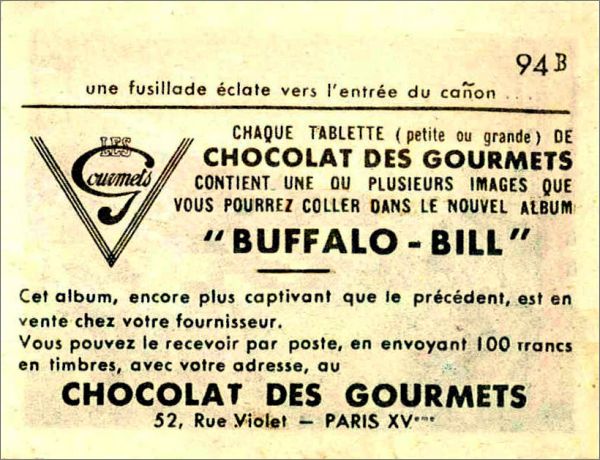 94B
une fusillade éclate vers l'entrée du cañon ....
LES
Gourmets
CHAQUE TABLETTE (petite ou grande) DE
CHOCOLAT DES GOURMETS
CONTIENT UNE OU PLUSIEURS IMAGES QUE
VOUS POURREZ COLLER DANS LE NOUVEL ALBUM
"BUFFALO - BILL"
Cet album, encore plus captivant que le précédent, est en
vente chez votre fournisseur.
Vous pouvez le recevoir par poste, en envoyant 100 francs
en timbres, avec votre adresse, au
CHOCOLAT DES GOURMETS
52, Rue Violet — PARIS XVᵉᵐᵉ